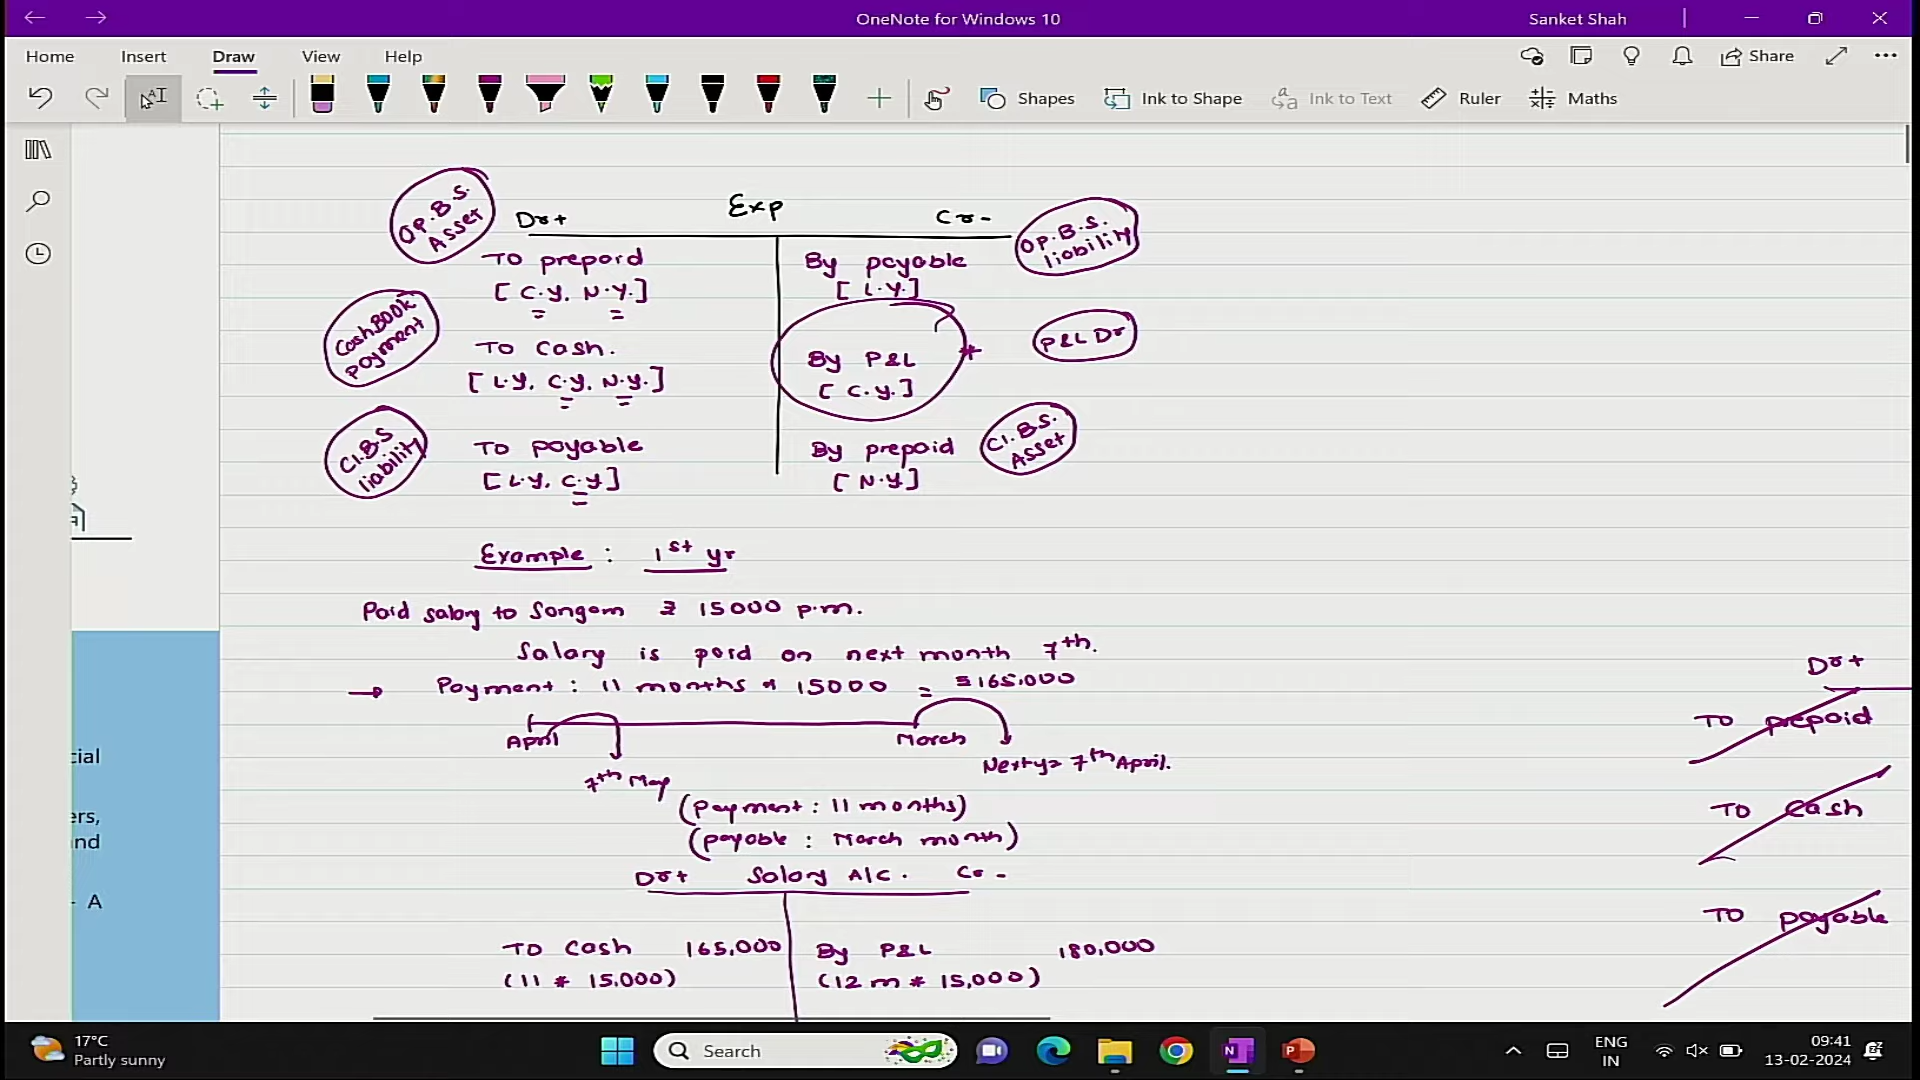 OneNote for Windows 10
Sanket Shah
Home Insert Draw View Help
Share
Shapes Ink to Shape Ink to Text Ruler Maths
Op. B.S. Asset
Dr+ Exp Cr-
Op. B.S. liability
To prepaid
[C.Y, N.Y.]
By payable
[L.Y.]
CashBook payment
To cash.
[L.Y, C.Y, N.Y.]
By P&L *
[C.Y.]
P&L Dr
Cl. B.S liability
To payable
[L.Y, C.Y]
By prepaid
[N.Y]
Cl. B.S. Asset
Example : 1st yr
Paid salary to Sangam ₹ 15000 p.m.
Salary is paid on next month 7th.
→ Payment : 11 months * 15000 = ₹165,000
April March
7th May
Next yr 7th April.
(payment : 11 months)
(payable : March month)
Dr+ Salary A/C. Cr-
To cash 165,000 By P&L 180,000
(11 * 15,000) (12 m * 15,000)
Dr+
To prepaid
To cash
To payable
cial
ers,
and
- A
17°C
Partly sunny
Search
ENG
IN
09:41
13-02-2024